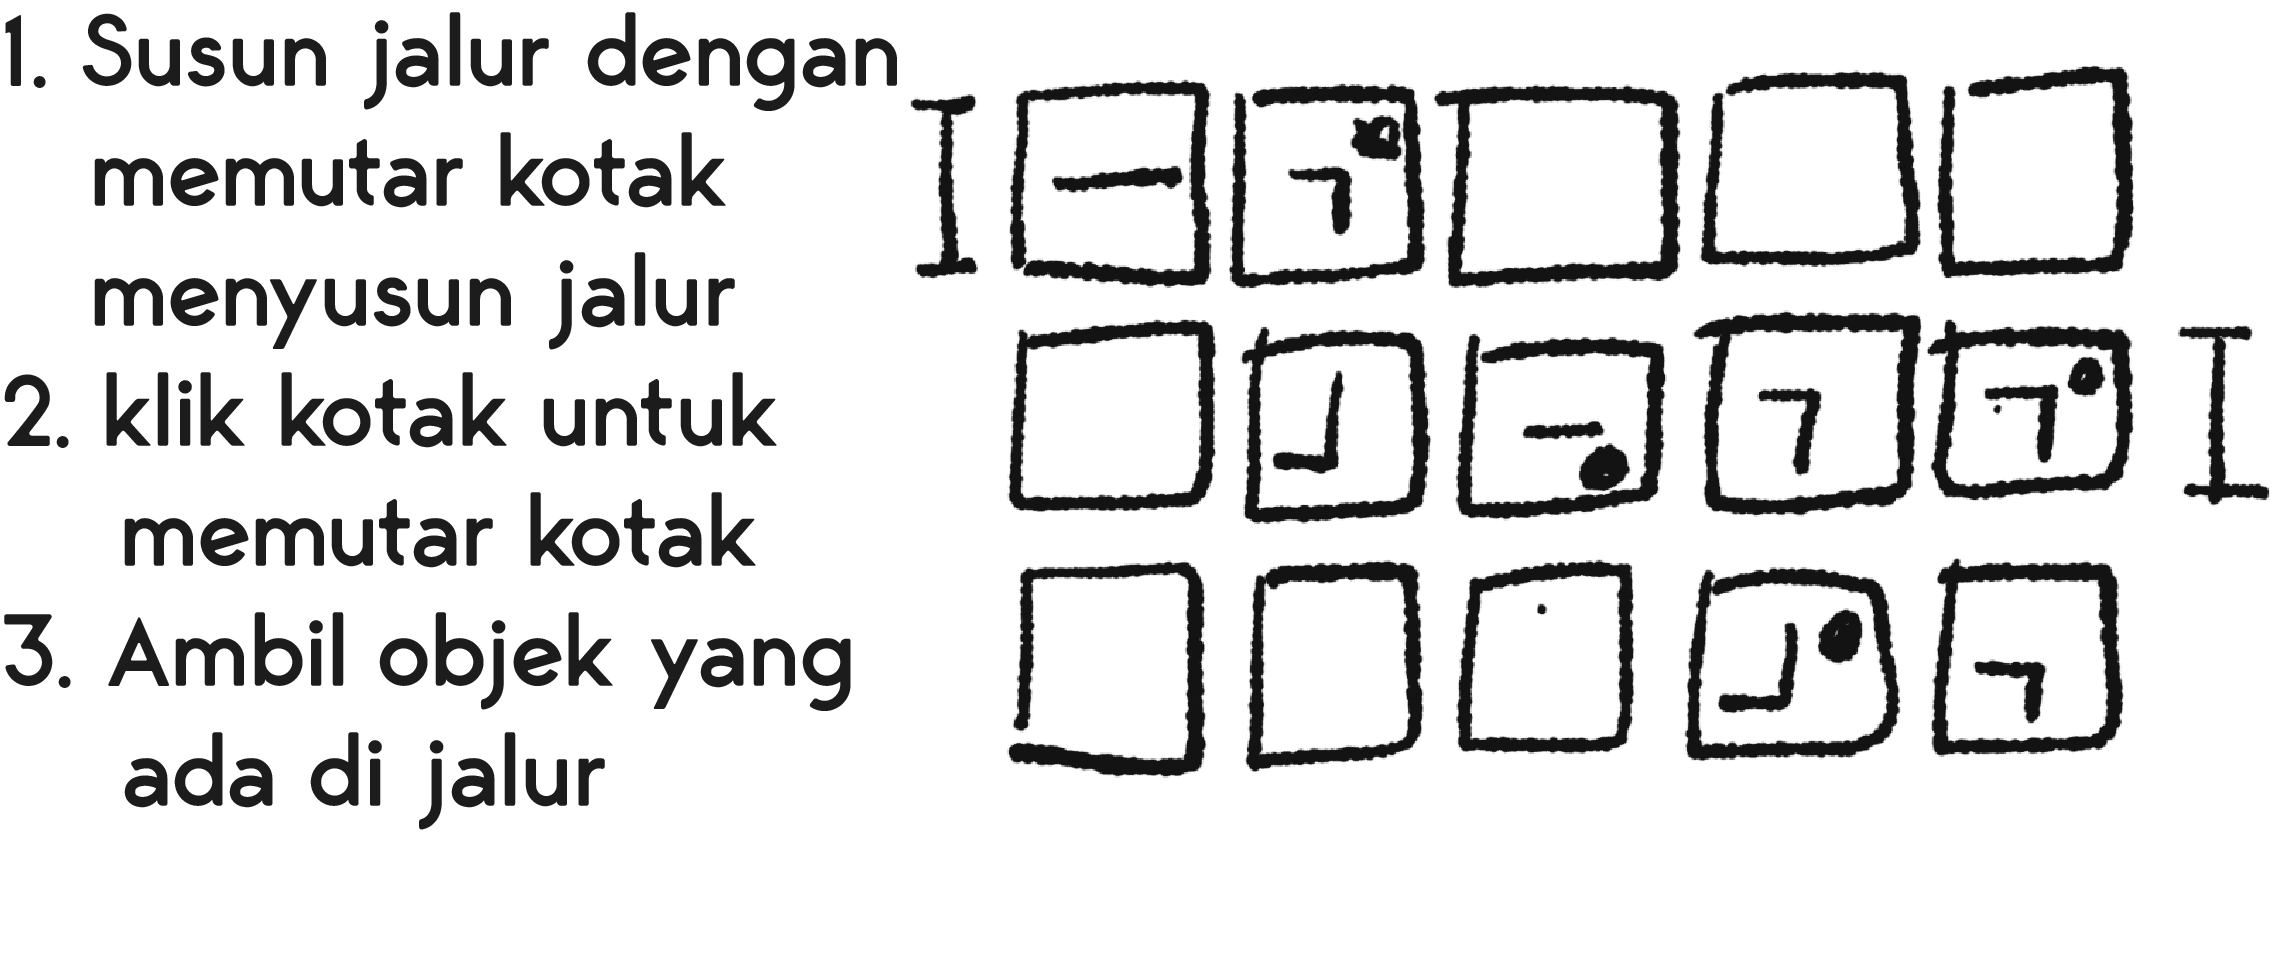 1. Susun jalur dengan
memutar kotak
menyusun jalur
2. klik kotak untuk
memutar kotak
3. Ambil objek yang
ada di jalur